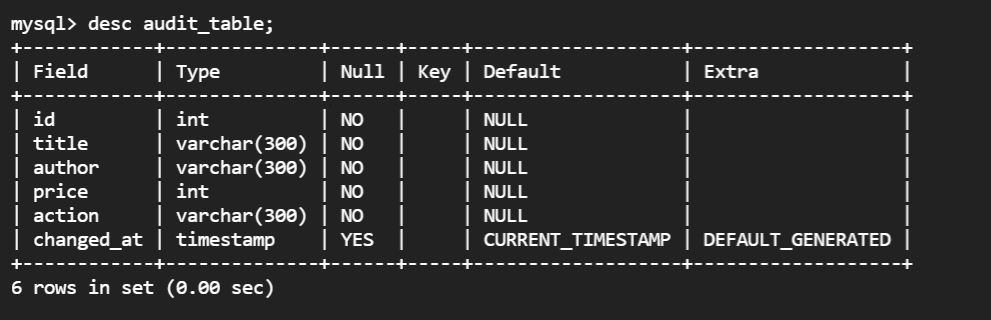 mysql> desc audit_table;
+------------+--------------+------+-----+-------------------+-------------------+
| Field      | Type         | Null | Key | Default           | Extra             |
+------------+--------------+------+-----+-------------------+-------------------+
| id         | int          | NO   |     | NULL              |                   |
| title      | varchar(300) | NO   |     | NULL              |                   |
| author     | varchar(300) | NO   |     | NULL              |                   |
| price      | int          | NO   |     | NULL              |                   |
| action     | varchar(300) | NO   |     | NULL              |                   |
| changed_at | timestamp    | YES  |     | CURRENT_TIMESTAMP | DEFAULT_GENERATED |
+------------+--------------+------+-----+-------------------+-------------------+
6 rows in set (0.00 sec)